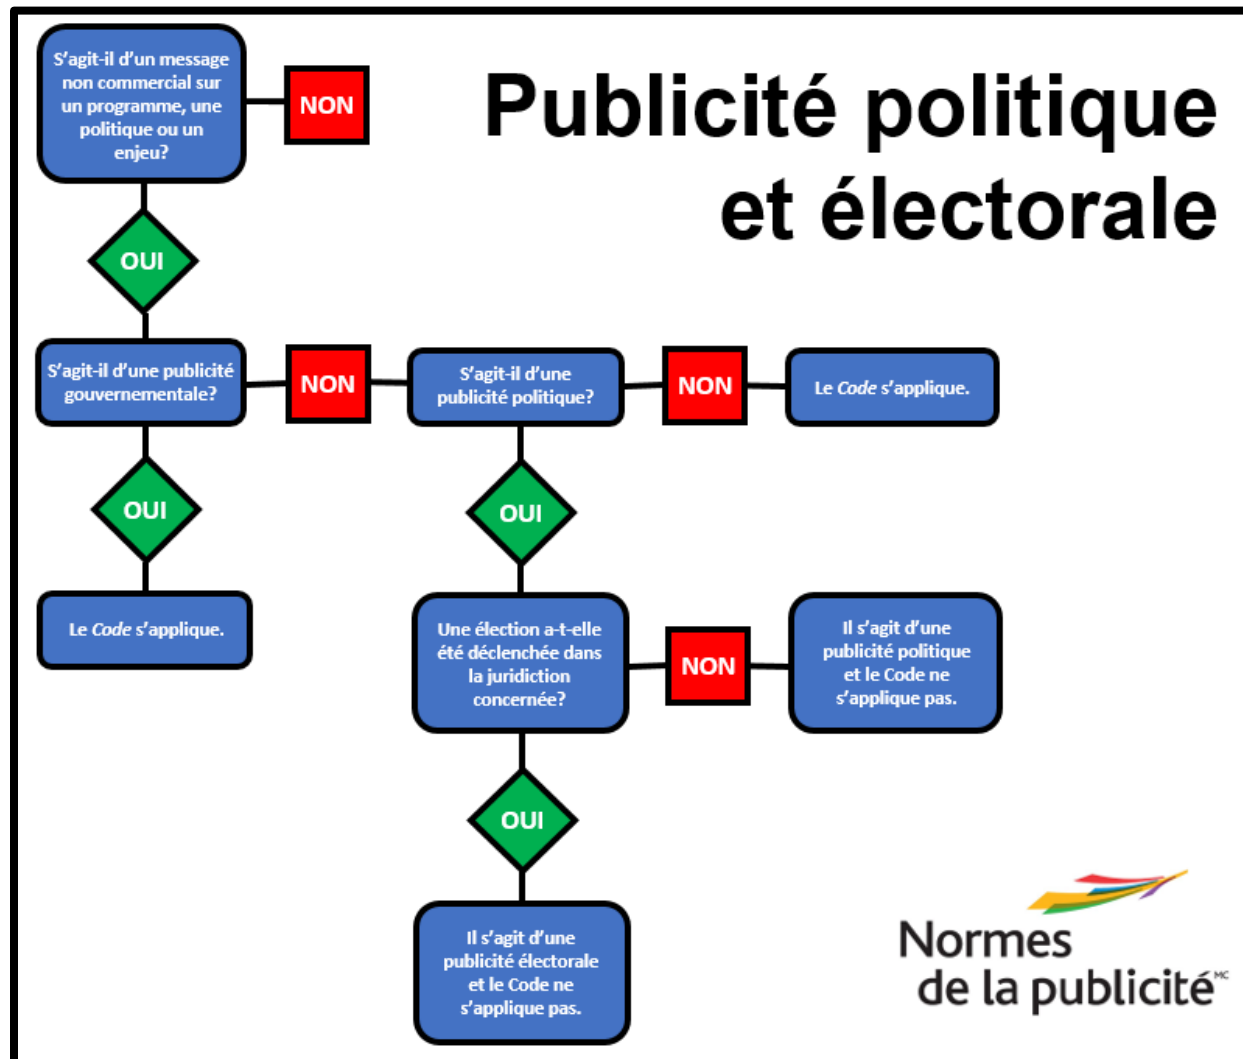 Publicité politique
et électorale
S'agit-il d'un message
non commercial sur
un programme, une
politique ou un
enjeu?
NON
OUI
S'agit-il d'une publicité
gouvernementale?
NON
S'agit-il d'une
publicité politique?
NON
Le Code s'applique.
OUI
OUI
Le Code s'applique.
Une élection a-t-elle
été déclenchée dans
la juridiction
concernée?
NON
Il s'agit d'une
publicité politique
et le Code ne
s'applique pas.
OUI
Il s'agit d'une
publicité électorale
et le Code ne
s'applique pas.
Normes
de la publicité MC